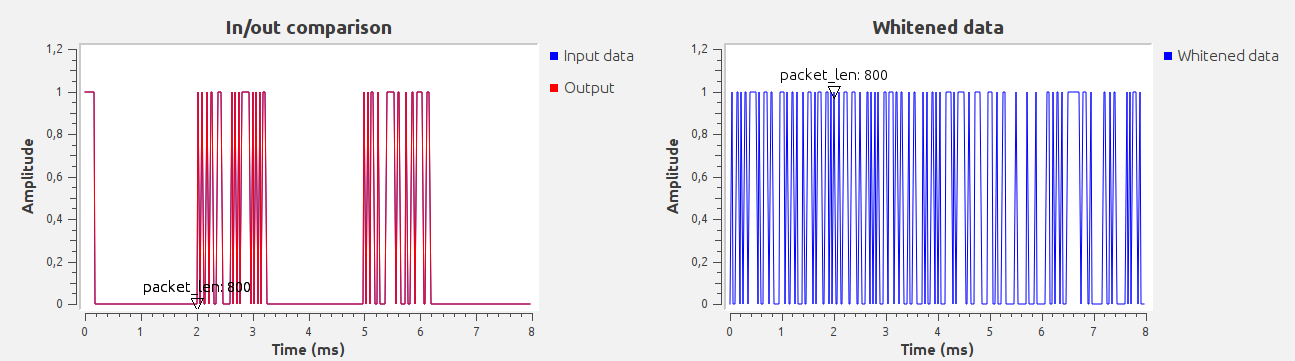 In/out comparison
1,2
1
0,8
0,6
0,4
0,2
0
Amplitude
packet_len: 800
0 1 2 3 4 5 6 7 8
Time (ms)
Input data
Output
Whitened data
1,2
1
0,8
0,6
0,4
0,2
0
Amplitude
packet_len: 800
0 1 2 3 4 5 6 7 8
Time (ms)
Whitened data